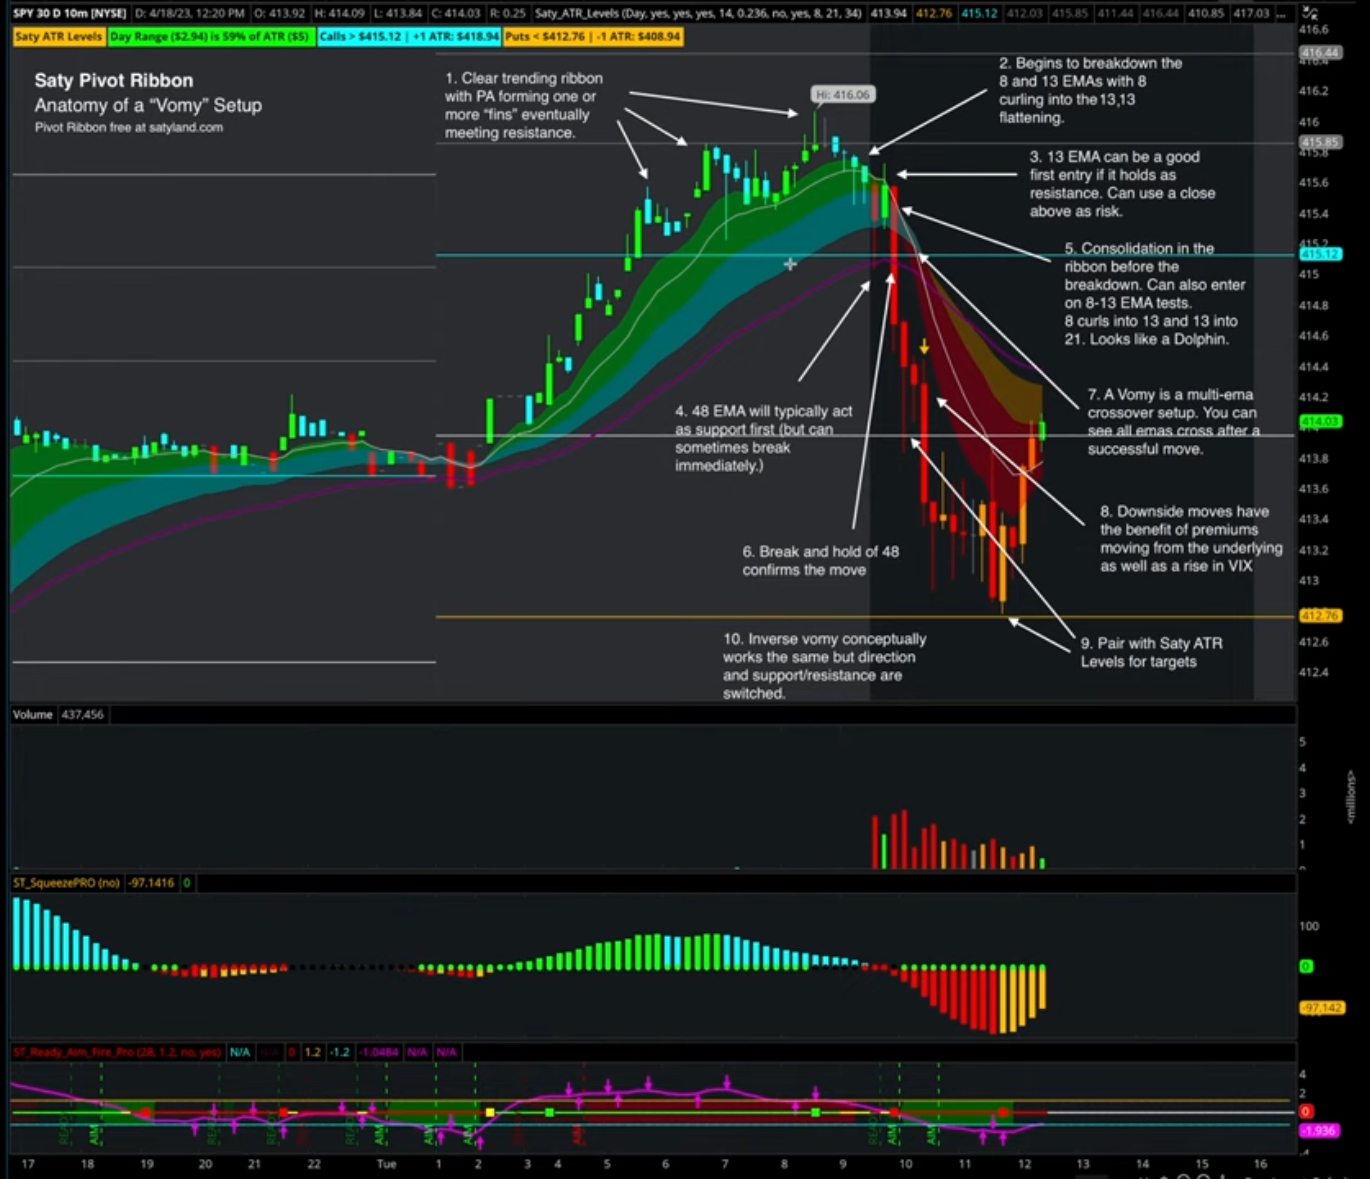 SPY 30 D 10m [NYSE] D: 4/18/23, 12:20 PM O: 413.92 H: 414.09 L: 413.84 C: 414.03 R: 0.25 Saty_ATR_Levels (Day, yes, yes, yes, 14, 0.236, no, yes, 8, 21, 34) 413.94 412.76 415.12 412.03 415.85 411.44 416.44 410.85 417.03 ...
Saty ATR Levels Day Range ($2.94) is 59% of ATR ($5) Calls > $415.12 | +1 ATR: $418.94 Puts < $412.76 | -1 ATR: $408.94
Saty Pivot Ribbon
Anatomy of a “Vomy” Setup
Pivot Ribbon free at satyland.com
1. Clear trending ribbon
with PA forming one or
more “fins” eventually
meeting resistance.
Hi: 416.06
2. Begins to breakdown the
8 and 13 EMAs with 8
curling into the 13,13
flattening.
3. 13 EMA can be a good
first entry if it holds as
resistance. Can use a close
above as risk.
5. Consolidation in the
ribbon before the
breakdown. Can also enter
on 8-13 EMA tests.
8 curls into 13 and 13 into
21. Looks like a Dolphin.
4. 48 EMA will typically act
as support first (but can
sometimes break
immediately.)
7. A Vomy is a multi-ema
crossover setup. You can
see all emas cross after a
successful move.
6. Break and hold of 48
confirms the move
8. Downside moves have
the benefit of premiums
moving from the underlying
as well as a rise in VIX
10. Inverse vomy conceptually
works the same but direction
and support/resistance are
switched.
9. Pair with Saty ATR
Levels for targets
416.6
416.44
416.4
416.2
416
415.85
415.8
415.6
415.4
415.2
415.12
415
414.8
414.6
414.4
414.2
414.03
413.8
413.6
413.4
413.2
413
412.76
412.6
412.4
Volume 437,456
5
4
3
2
1
0
<millions>
ST_SqueezePRO (no) -97.1416 0
100
0
-97.142
ST_Ready_Aim_Fire_Pro (28, 1.2, no, yes) N/A 0 1.2 -1.2 -1.0484 N/A N/A
4
2
0
-1.936
-4
READY AIM READY READY READY AIM AIM AIM AIM READY AIM AIM
17 18 19 20 21 22 Tue 1 2 3 4 5 6 7 8 9 10 11 12 13 14 15 16